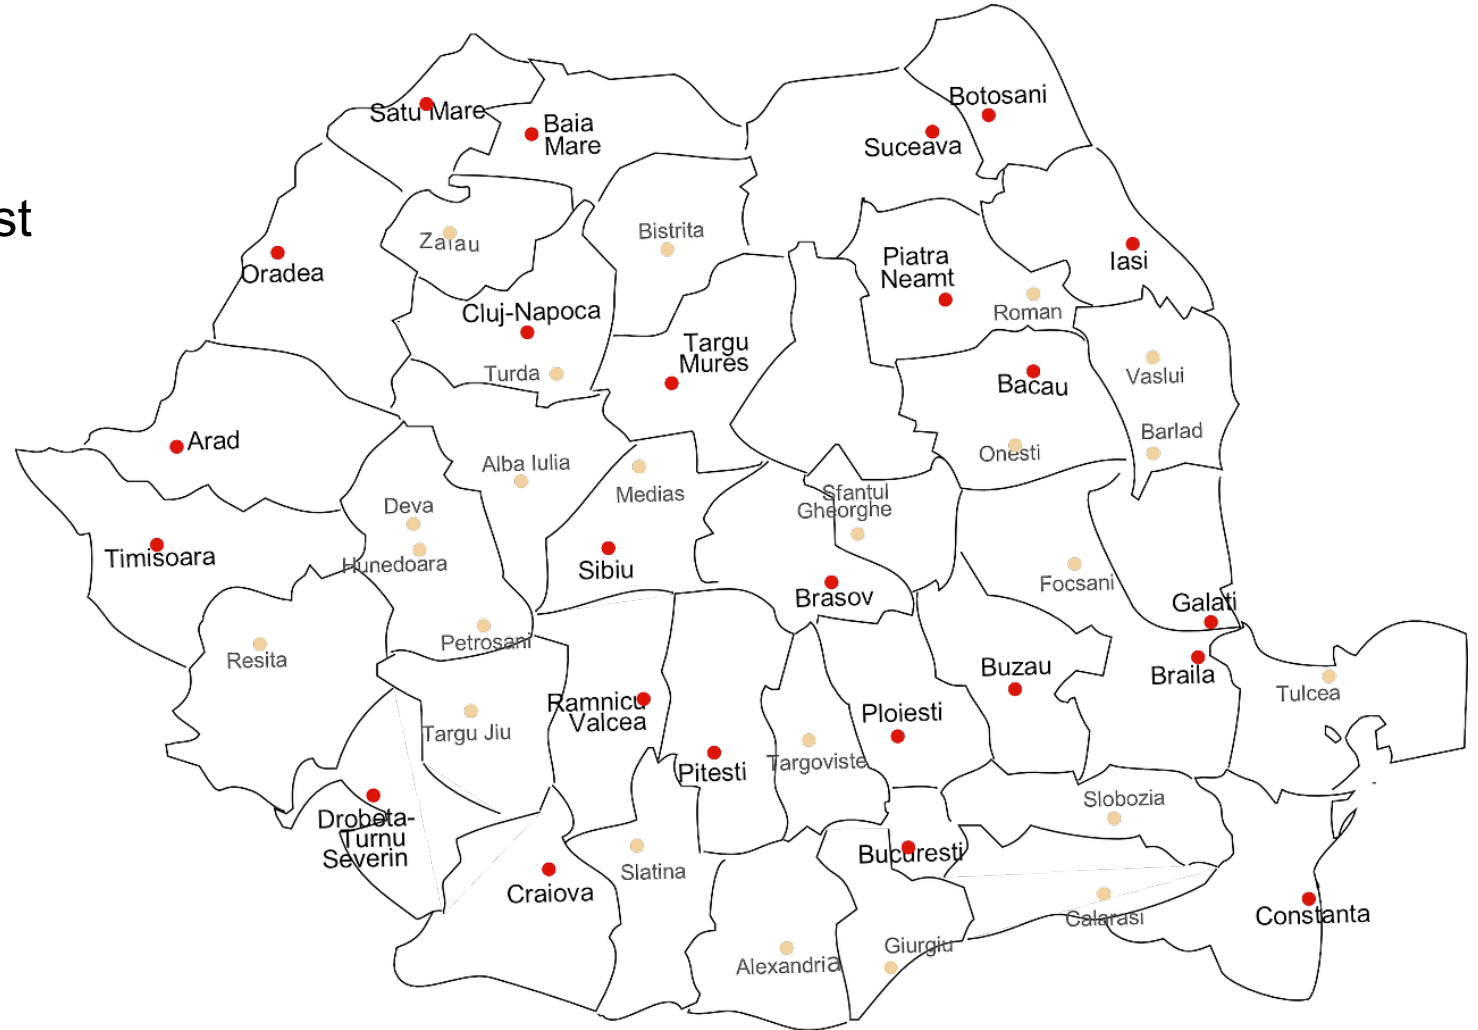 st
Botosani
Satu Mare
Baia
Mare
Suceava
Zalau
Bistrita
Iasi
Oradea
Piatra
Neamt
Roman
Cluj-Napoca
Targu
Mures
Turda
Bacau
Vaslui
Arad
Barlad
Alba Iulia
Onesti
Medias
Sfantul
Gheorghe
Deva
Timisoara
Hunedoara
Sibiu
Focsani
Brasov
Galati
Petrosani
Resita
Buzau
Braila
Tulcea
Ramnicu
Valcea
Ploiesti
Targu Jiu
Pitesti
Targoviste
Slobozia
Drobeta-
Turnu
Severin
Bucuresti
Slatina
Craiova
Calarasi
Constanta
Giurgiu
Alexandria